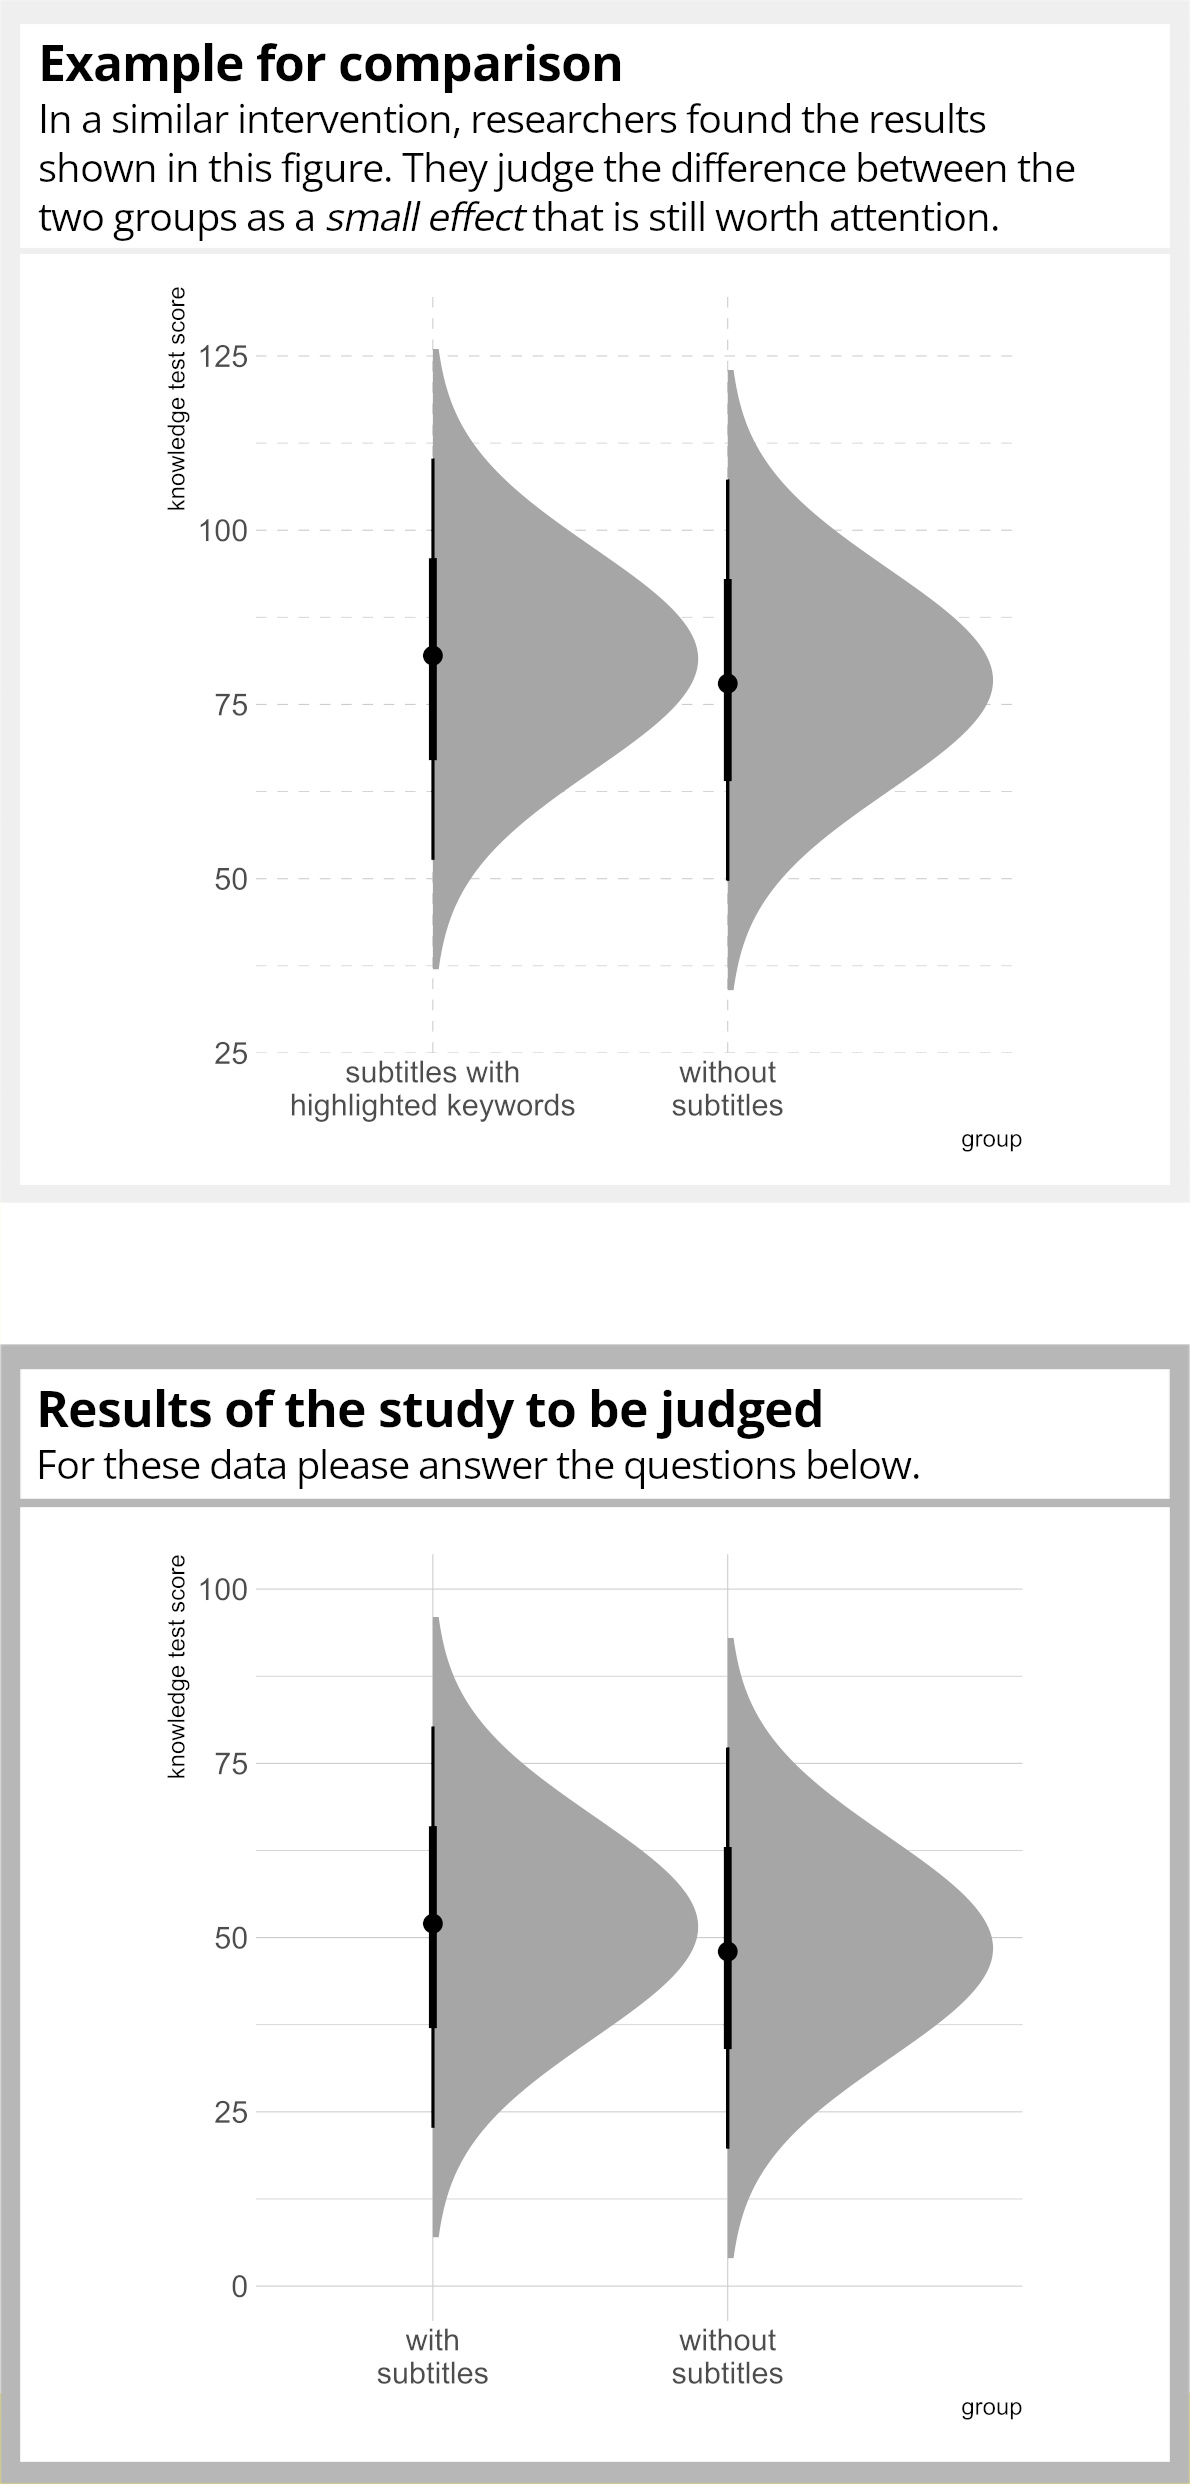 Example for comparison
In a similar intervention, researchers found the results
shown in this figure. They judge the difference between the
two groups as a small effect that is still worth attention.
knowledge test score
125
100
75
50
25
subtitles with
highlighted keywords
without
subtitles
group
Results of the study to be judged
For these data please answer the questions below.
knowledge test score
100
75
50
25
0
with
subtitles
without
subtitles
group